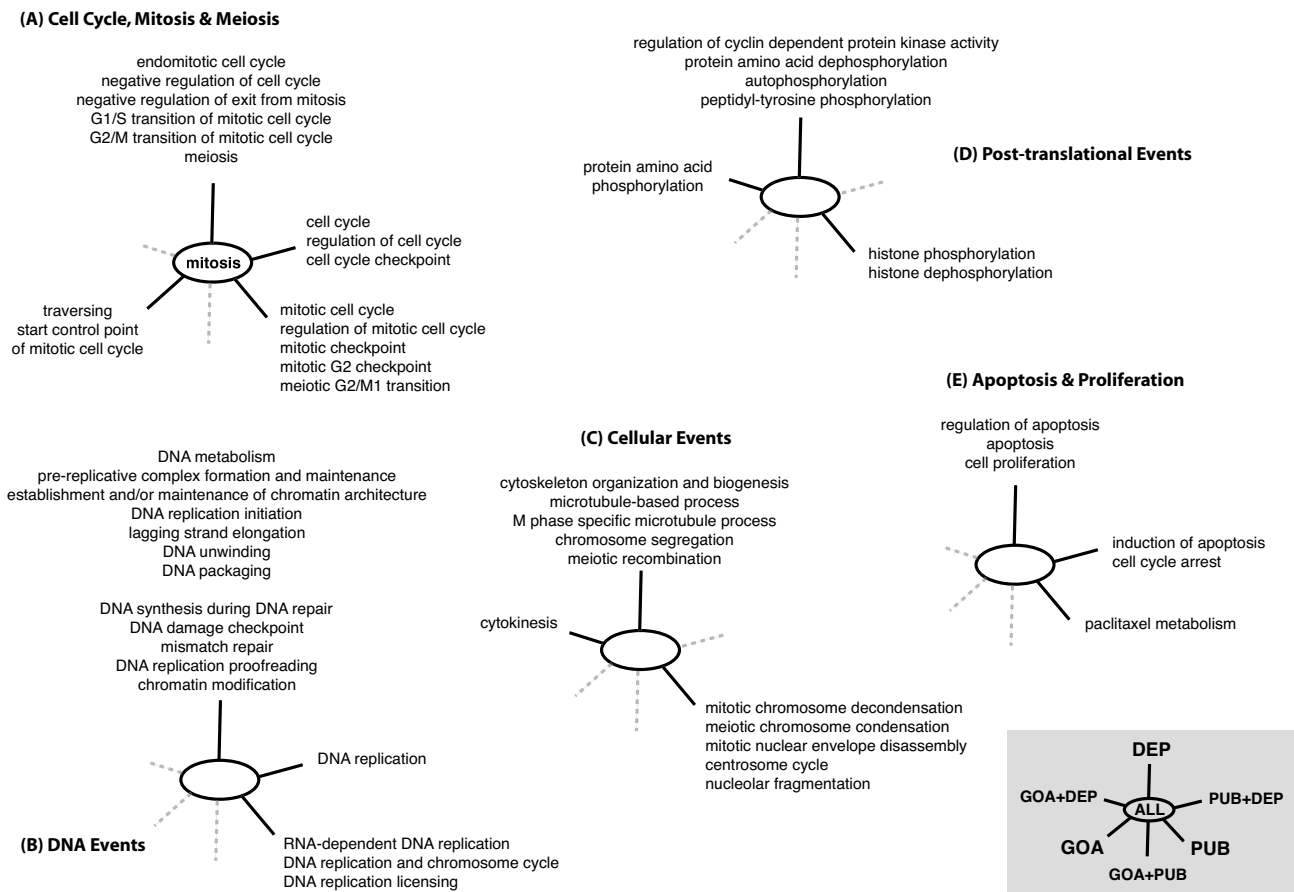 (A) Cell Cycle, Mitosis & Meiosis
endomitotic cell cycle
negative regulation of cell cycle
negative regulation of exit from mitosis
G1/S transition of mitotic cell cycle
G2/M transition of mitotic cell cycle
meiosis
cell cycle
regulation of cell cycle
cell cycle checkpoint
mitosis
traversing
start control point
of mitotic cell cycle
mitotic cell cycle
regulation of mitotic cell cycle
mitotic checkpoint
mitotic G2 checkpoint
meiotic G2/M1 transition
regulation of cyclin dependent protein kinase activity
protein amino acid dephosphorylation
autophosphorylation
peptidyl-tyrosine phosphorylation
(D) Post-translational Events
protein amino acid
phosphorylation
histone phosphorylation
histone dephosphorylation
(E) Apoptosis & Proliferation
regulation of apoptosis
apoptosis
cell proliferation
induction of apoptosis
cell cycle arrest
paclitaxel metabolism
(C) Cellular Events
cytoskeleton organization and biogenesis
microtubule-based process
M phase specific microtubule process
chromosome segregation
meiotic recombination
cytokinesis
mitotic chromosome decondensation
meiotic chromosome condensation
mitotic nuclear envelope disassembly
centrosome cycle
nucleolar fragmentation
DNA metabolism
pre-replicative complex formation and maintenance
establishment and/or maintenance of chromatin architecture
DNA replication initiation
lagging strand elongation
DNA unwinding
DNA packaging
DNA synthesis during DNA repair
DNA damage checkpoint
mismatch repair
DNA replication proofreading
chromatin modification
DNA replication
(B) DNA Events
RNA-dependent DNA replication
DNA replication and chromosome cycle
DNA replication licensing
DEP
GOA+DEP
PUB+DEP
ALL
GOA
PUB
GOA+PUB